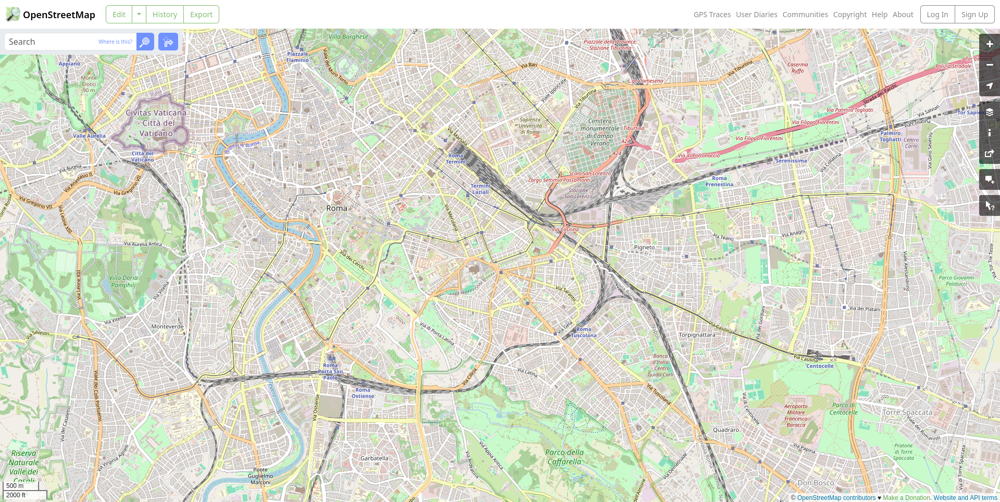 OpenStreetMap
Edit
History
Export
GPS Traces
User Diaries
Communities
Copyright
Help
About
Log In
Sign Up
Search
Where is this?
Villa Borghese
Piazzale
Flaminio
Viale del Muro Torto
Piazzale delle Province,
Stazione Tiburtina
Via Bari
Via Tiburtina
Caserma
Ruffo
Polizia Stradale
Appiano
Monte
Ciocci
90 m
Italia
Civitas Vaticana
- Città del
Vaticano
Valle Aurelia
Città del
Vaticano
L.go Camesena
Viale Ippocrate
Via Tiburtina
Strada dei Parchi
Via Palmiro Togliati
Via Salviati
Tor Sapienza
Via Filippo Fiorentini
Via Collatina
Sapienza
Università
di Roma
Cimitero
monumentale
di Campo
Verano
Tiburtina
A24
A24
Via Filippo Fiorentini
Palmiro
Togliatti
Centro
Carni
Via Gino Severini
Via Marsala
Roma
Termini
Via di Portonaccio
Serenissima
Via Collatina
Via Aurelia
Via Anastasio II
Via Gregorio VII
Via Gregorio VII
Via Leone XIII
Scalo San Lorenzo
Largo Settimio Passamonti
Stazione
San Lorenzo
Roma
Prenestina
Termini
Laziali
Tevere
Roma
Via Merulana
Via Casilina
Via Teano
Via Anagni
Pigneto
Via Aurelia Antica
Via dei Cerchi
Villa Doria
Pamphilj
Via Leone XIII
Via Vitellia
Via Vitellia
Via Taranto
Viale Alessandrino
Parco Giovanni
Palatucci
Via dei Platani
Via dei Gordiani
Via Casilina
Torpignattara
Monteverde
Via Silvestri
Via di Porta Latina
Via Gela
Roma
Tuscolana
Banca
d'Italia
- Centro
Guido Carli
Via Casilina
Centocelle
Roma
Porta San
Paolo
Roma
Ostiense
Via Cilicia
Via Latina
Via Tuscolana
Viale dei Colli Portuensi
Tevere
Via Ostiense
Via del Casaletto
Via di Centocelle
Aeroporto
Militare
Francesco
Baracca
Parco di
Centocelle
Torre Spaccata
Viale dei Romanisti
Quadraro
Via Papiria
Pratone
di Torre
Spaccata
Via di Torre Spaccata
Riserva
Naturale
Valle dei
Casali
Via Virginia Agnelli
Garbatella
Ponte
Guglielmo
Marconi
Via Ardeatina
Via Appia Antica
Parco della
Caffarella
Via Demetriade
Don Bosco
500 m
2000 ft
© OpenStreetMap contributors ♥ Make a Donation. Website and API terms